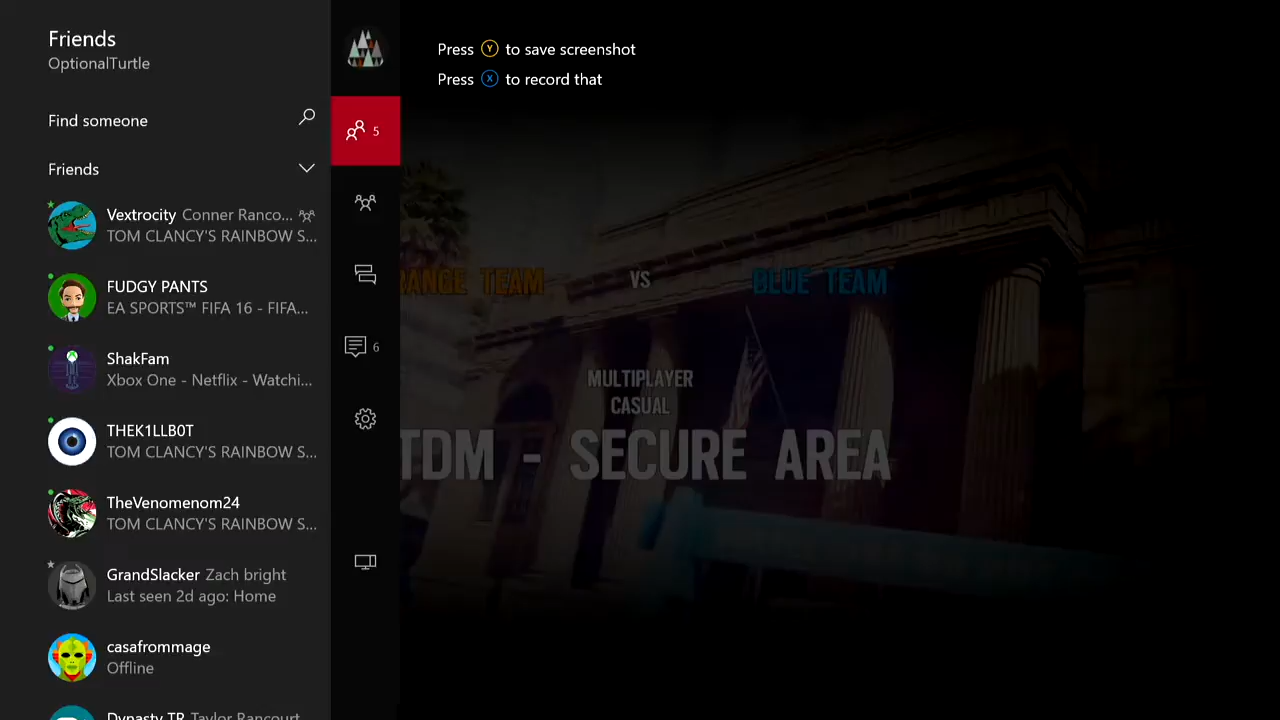 Friends
OptionalTurtle
Find someone
Friends
Vextrocity Conner Ranco...
TOM CLANCY'S RAINBOW S...
FUDGY PANTS
EA SPORTS™ FIFA 16 - FIFA...
ShakFam
Xbox One - Netflix - Watchi...
THEK1LLB0T
TOM CLANCY'S RAINBOW S...
TheVenomenom24
TOM CLANCY'S RAINBOW S...
GrandSlacker Zach bright
Last seen 2d ago: Home
casafrommage
Offline
Dynasty TR Taylor Rancourt
5
6
Press Y to save screenshot
Press X to record that
ANGE TEAM VS BLUE TEAM
MULTIPLAYER
CASUAL
TDM - SECURE AREA